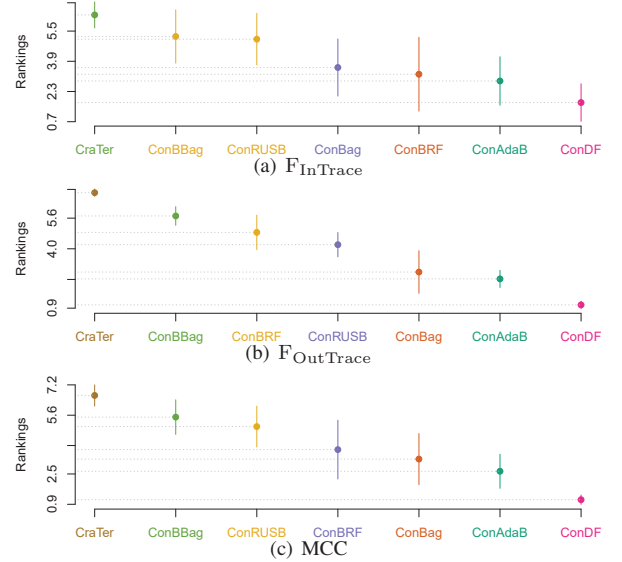 Rankings
5.5
3.9
2.3
0.7
CraTer ConBBag ConRUSB ConBag ConBRF ConAdaB ConDF
(a) F_InTrace
Rankings
5.6
4.0
0.9
CraTer ConBBag ConBRF ConRUSB ConBag ConAdaB ConDF
(b) F_OutTrace
Rankings
7.2
5.6
2.5
0.9
CraTer ConBBag ConRUSB ConBRF ConBag ConAdaB ConDF
(c) MCC